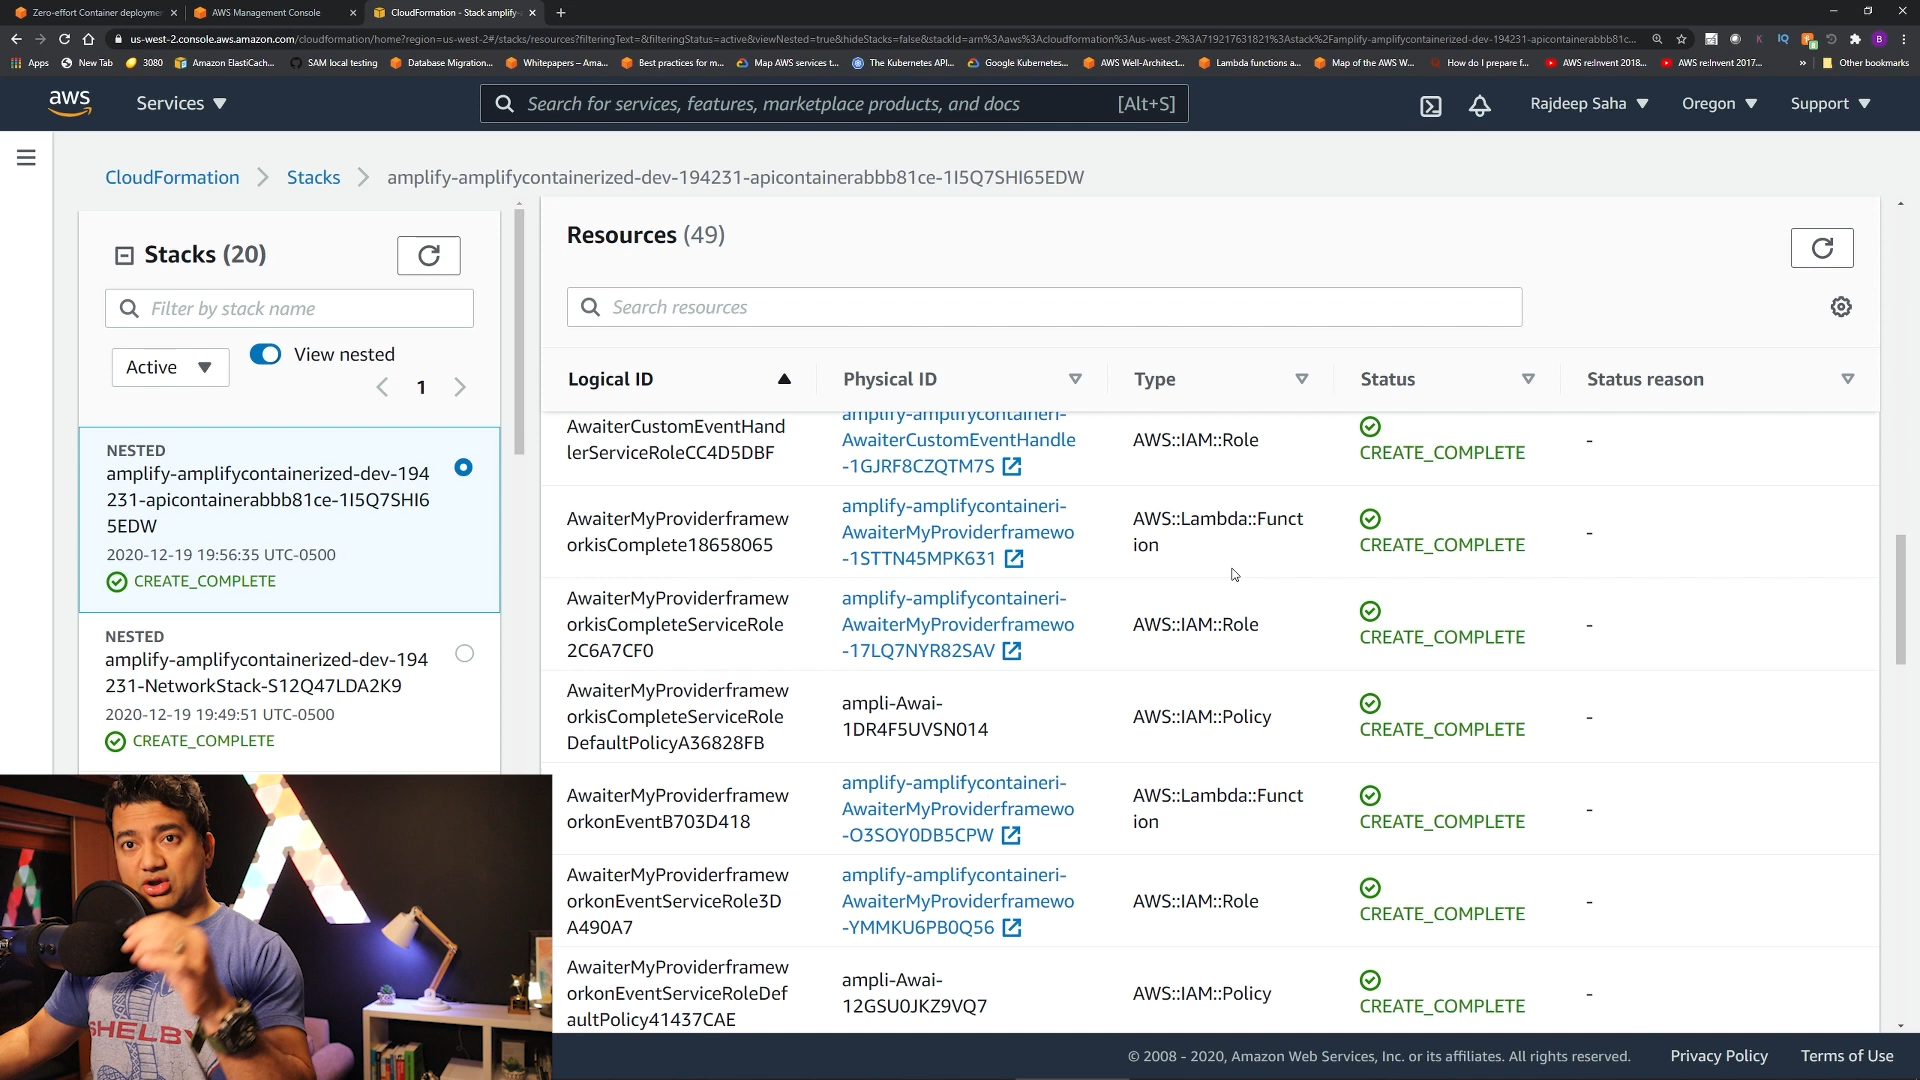 Zero-effort Container deploymen
AWS Management Console
CloudFormation - Stack amplify-
us-west-2.console.aws.amazon.com/cloudformation/home?region=us-west-2#/stacks/resources?filteringText=&filteringStatus=active&viewNested=true&hideStacks=false&stackId=arn%3Aaws%3Acloudformation%3Aus-west-2%3A719217631821%3Astack%2Famplify-amplifycontainerized-dev-194231-apicontainerabbb81c...
Apps
New Tab
3080
Amazon ElastiCach...
SAM local testing
Database Migration...
Whitepapers – Ama...
Best practices for m...
Map AWS services t...
The Kubernetes API...
Google Kubernetes...
AWS Well-Architect...
Lambda functions a...
Map of the AWS W...
How do I prepare f...
AWS re:Invent 2018...
AWS re:Invent 2017...
Other bookmarks
aws
Services
Search for services, features, marketplace products, and docs
[Alt+S]
Rajdeep Saha
Oregon
Support
CloudFormation
Stacks
amplify-amplifycontainerized-dev-194231-apicontainerabbb81ce-1I5Q7SHI65EDW
Stacks (20)
Filter by stack name
Active
View nested
1
NESTED
amplify-amplifycontainerized-dev-194
231-apicontainerabbb81ce-1I5Q7SHI6
5EDW
2020-12-19 19:56:35 UTC-0500
CREATE_COMPLETE
NESTED
amplify-amplifycontainerized-dev-194
231-NetworkStack-S12Q47LDA2K9
2020-12-19 19:49:51 UTC-0500
CREATE_COMPLETE
SHELBY
Resources (49)
Search resources
Logical ID
Physical ID
Type
Status
Status reason
AwaiterCustomEventHand
lerServiceRoleCC4D5DBF
amplify-amplifycontaineri-
AwaiterCustomEventHandle
-1GJRF8CZQTM7S
AWS::IAM::Role
CREATE_COMPLETE
-
AwaiterMyProviderframew
orkisComplete18658065
amplify-amplifycontaineri-
AwaiterMyProviderframewo
-1STTN45MPK631
AWS::Lambda::Funct
ion
CREATE_COMPLETE
-
AwaiterMyProviderframew
orkisCompleteServiceRole
2C6A7CF0
amplify-amplifycontaineri-
AwaiterMyProviderframewo
-17LQ7NYR82SAV
AWS::IAM::Role
CREATE_COMPLETE
-
AwaiterMyProviderframew
orkisCompleteServiceRole
DefaultPolicyA36828FB
ampli-Awai-
1DR4F5UVSN014
AWS::IAM::Policy
CREATE_COMPLETE
-
AwaiterMyProviderframew
orkonEventB703D418
amplify-amplifycontaineri-
AwaiterMyProviderframewo
-O3SOY0DB5CPW
AWS::Lambda::Funct
ion
CREATE_COMPLETE
-
AwaiterMyProviderframew
orkonEventServiceRole3D
A490A7
amplify-amplifycontaineri-
AwaiterMyProviderframewo
-YMMKU6PB0Q56
AWS::IAM::Role
CREATE_COMPLETE
-
AwaiterMyProviderframew
orkonEventServiceRoleDef
aultPolicy41437CAE
ampli-Awai-
12GSU0JKZ9VQ7
AWS::IAM::Policy
CREATE_COMPLETE
-
© 2008 - 2020, Amazon Web Services, Inc. or its affiliates. All rights reserved.
Privacy Policy
Terms of Use